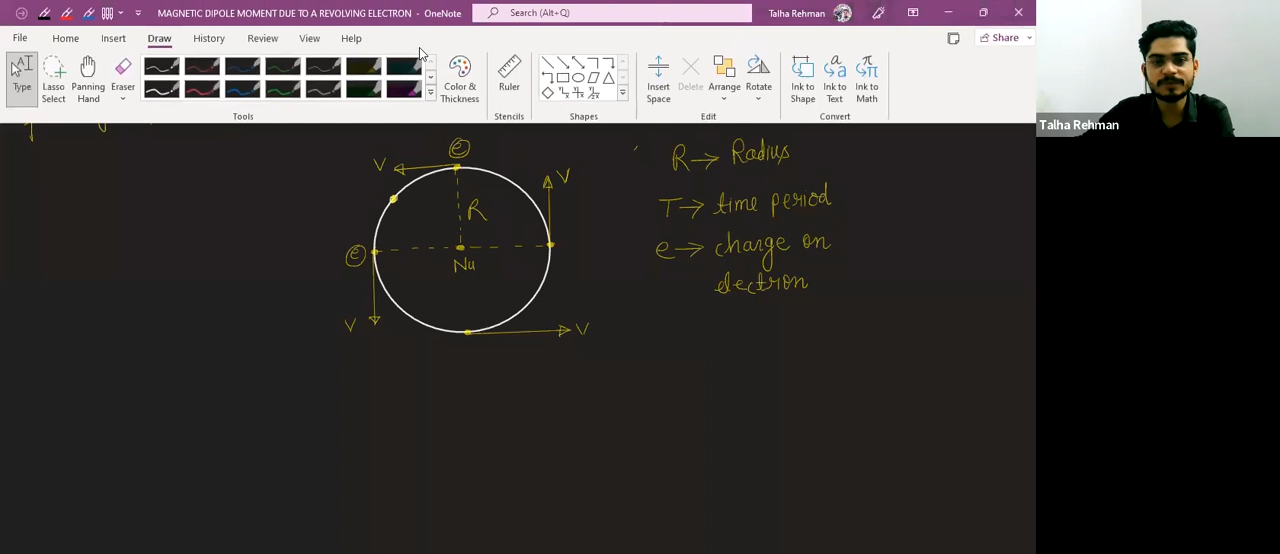 MAGNETIC DIPOLE MOMENT DUE TO A REVOLVING ELECTRON - OneNote
Search (Alt+Q)
Talha Rehman
File
Home
Insert
Draw
History
Review
View
Help
Share
Type
Lasso Select
Panning Hand
Eraser
Color & Thickness
Ruler
Insert Space
Delete
Arrange
Rotate
Ink to Shape
Ink to Text
Ink to Math
Tools
Stencils
Shapes
Edit
Convert
Talha Rehman
e
V
V
R
e
Nu
V
V
R → Radius
T → time period
e → charge on
electron